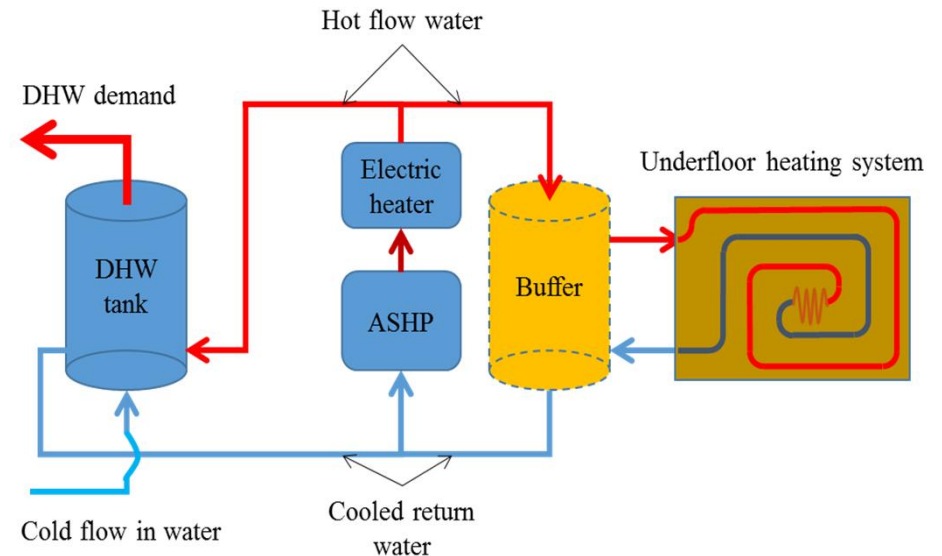 Hot flow water
DHW demand
Underfloor heating system
Electric
heater
DHW
tank
Buffer
ASHP
Cold flow in water
Cooled return
water